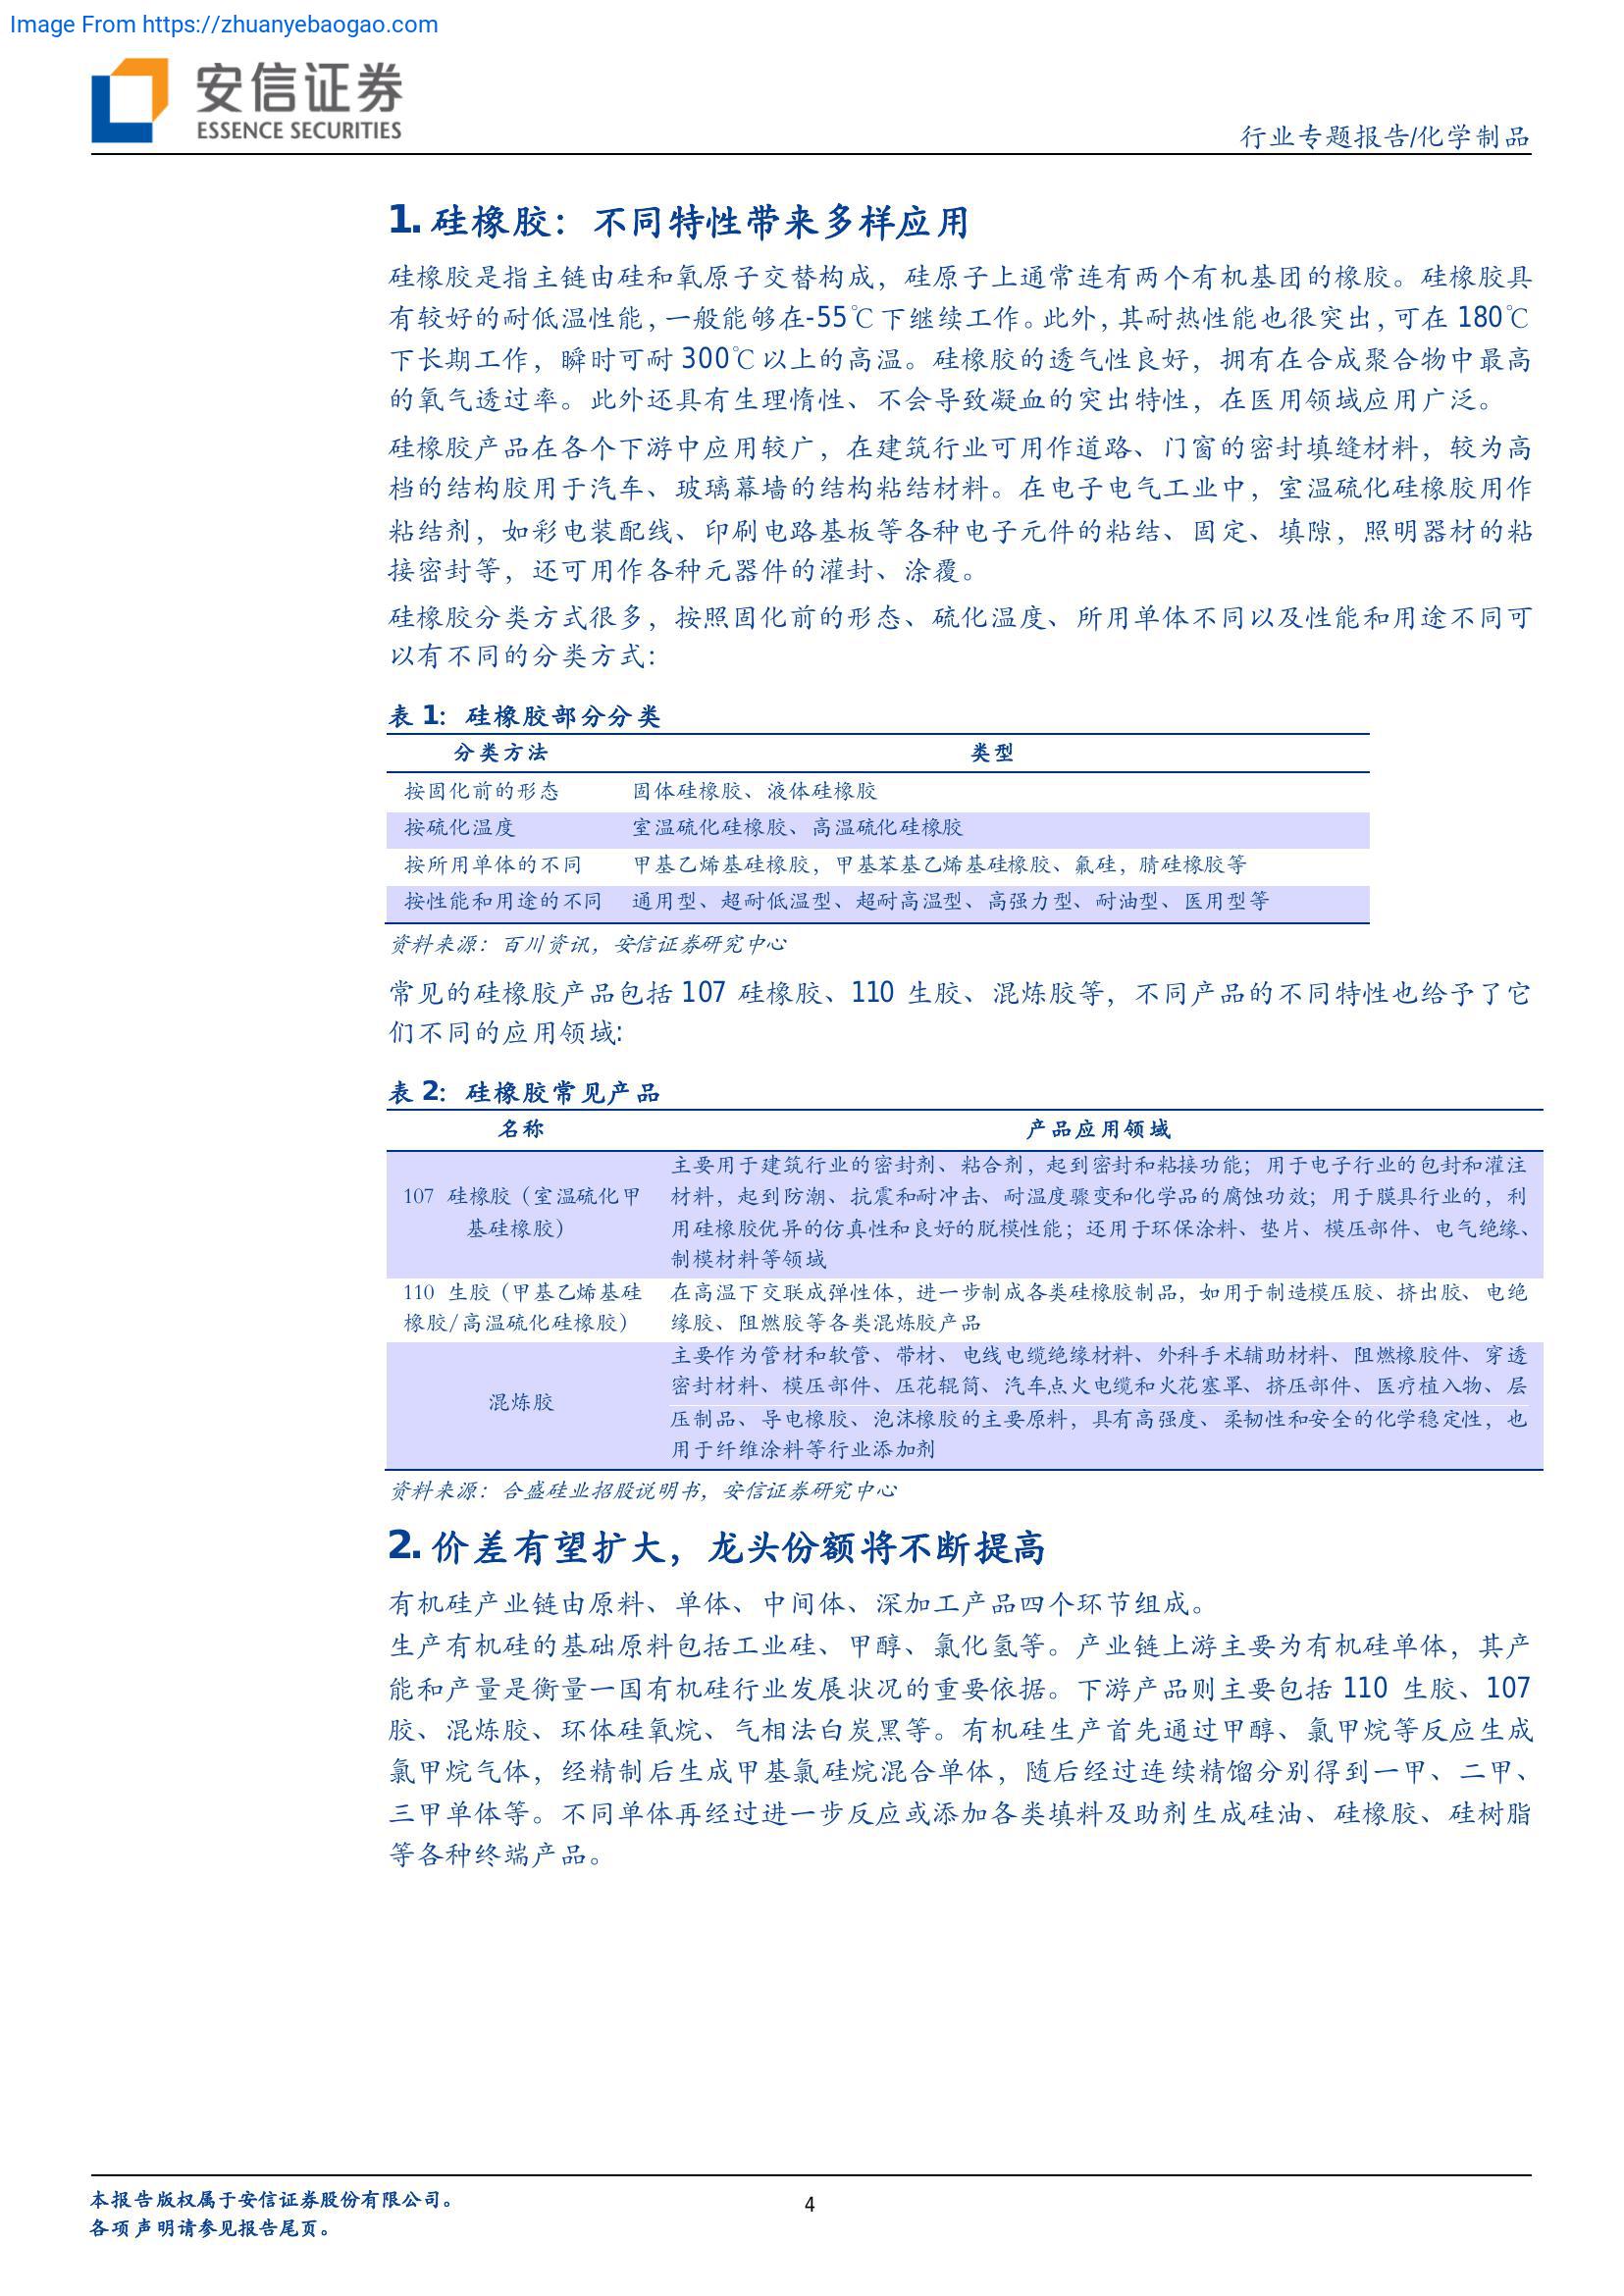 Image From https://zhuanyebaogao.com
安信证券
ESSENCE SECURITIES
行业专题报告/化学制品
1. 硅橡胶：不同特性带来多样应用
硅橡胶是指主链由硅和氧原子交替构成，硅原子上通常连有两个有机基团的橡胶。硅橡胶具
有较好的耐低温性能，一般能够在-55℃下继续工作。此外，其耐热性能也很突出，可在 180℃
下长期工作，瞬时可耐 300℃以上的高温。硅橡胶的透气性良好，拥有在合成聚合物中最高
的氧气透过率。此外还具有生理惰性、不会导致凝血的突出特性，在医用领域应用广泛。
硅橡胶产品在各个下游中应用较广，在建筑行业可用作道路、门窗的密封填缝材料，较为高
档的结构胶用于汽车、玻璃幕墙的结构粘结材料。在电子电气工业中，室温硫化硅橡胶用作
粘结剂，如彩电装配线、印刷电路基板等各种电子元件的粘结、固定、填隙，照明器材的粘
接密封等，还可用作各种元器件的灌封、涂覆。
硅橡胶分类方式很多，按照固化前的形态、硫化温度、所用单体不同以及性能和用途不同可
以有不同的分类方式：
表 1：硅橡胶部分分类
分类方法 类型
按固化前的形态 固体硅橡胶、液体硅橡胶
按硫化温度 室温硫化硅橡胶、高温硫化硅橡胶
按所用单体的不同 甲基乙烯基硅橡胶，甲基苯基乙烯基硅橡胶、氟硅，腈硅橡胶等
按性能和用途的不同 通用型、超耐低温型、超耐高温型、高强力型、耐油型、医用型等
资料来源：百川资讯，安信证券研究中心
常见的硅橡胶产品包括 107 硅橡胶、110 生胶、混炼胶等，不同产品的不同特性也给予了它
们不同的应用领域:
表 2：硅橡胶常见产品
名称 产品应用领域
107 硅橡胶（室温硫化甲
基硅橡胶）
主要用于建筑行业的密封剂、粘合剂，起到密封和粘接功能；用于电子行业的包封和灌注
材料，起到防潮、抗震和耐冲击、耐温度骤变和化学品的腐蚀功效；用于膜具行业的，利
用硅橡胶优异的仿真性和良好的脱模性能；还用于环保涂料、垫片、模压部件、电气绝缘、
制模材料等领域
110 生胶（甲基乙烯基硅
橡胶/高温硫化硅橡胶）
在高温下交联成弹性体，进一步制成各类硅橡胶制品，如用于制造模压胶、挤出胶、电绝
缘胶、阻燃胶等各类混炼胶产品
混炼胶
主要作为管材和软管、带材、电线电缆绝缘材料、外科手术辅助材料、阻燃橡胶件、穿透
密封材料、模压部件、压花辊筒、汽车点火电缆和火花塞罩、挤压部件、医疗植入物、层
压制品、导电橡胶、泡沫橡胶的主要原料，具有高强度、柔韧性和安全的化学稳定性，也
用于纤维涂料等行业添加剂
资料来源：合盛硅业招股说明书，安信证券研究中心
2. 价差有望扩大，龙头份额将不断提高
有机硅产业链由原料、单体、中间体、深加工产品四个环节组成。
生产有机硅的基础原料包括工业硅、甲醇、氯化氢等。产业链上游主要为有机硅单体，其产
能和产量是衡量一国有机硅行业发展状况的重要依据。下游产品则主要包括 110 生胶、107
胶、混炼胶、环体硅氧烷、气相法白炭黑等。有机硅生产首先通过甲醇、氯甲烷等反应生成
氯甲烷气体，经精制后生成甲基氯硅烷混合单体，随后经过连续精馏分别得到一甲、二甲、
三甲单体等。不同单体再经过进一步反应或添加各类填料及助剂生成硅油、硅橡胶、硅树脂
等各种终端产品。
本报告版权属于安信证券股份有限公司。
各项声明请参见报告尾页。
4